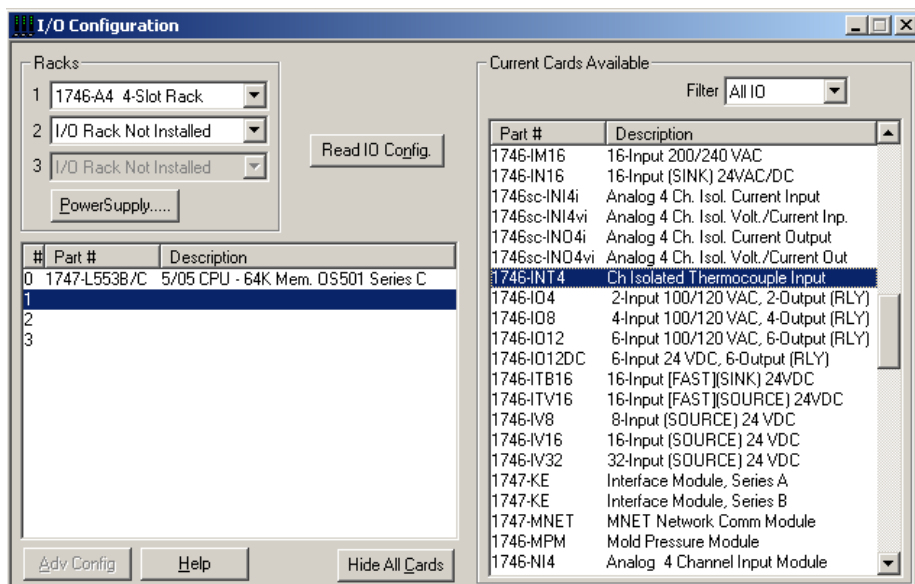 I/O Configuration
Racks
1 1746-A4 4-Slot Rack
2 I/O Rack Not Installed
3 I/O Rack Not Installed
PowerSupply.....
Read IO Config.
# Part # Description
0 1747-L553B/C 5/05 CPU - 64K Mem. OS501 Series C
1
2
3
Adv Config
Help
Hide All Cards
Current Cards Available
Filter All IO
Part # Description
1746-IM16 16-Input 200/240 VAC
1746-IN16 16-Input (SINK) 24VAC/DC
1746sc-INI4i Analog 4 Ch. Isol. Current Input
1746sc-INI4vi Analog 4 Ch. Isol. Volt./Current Inp.
1746sc-INO4i Analog 4 Ch. Isol. Current Output
1746sc-INO4vi Analog 4 Ch. Isol. Volt./Current Out
1746-INT4 Ch Isolated Thermocouple Input
1746-IO4 2-Input 100/120 VAC, 2-Output (RLY)
1746-IO8 4-Input 100/120 VAC, 4-Output (RLY)
1746-IO12 6-Input 100/120 VAC, 6-Output (RLY)
1746-IO12DC 6-Input 24 VDC, 6-Output (RLY)
1746-ITB16 16-Input [FAST](SINK) 24VDC
1746-ITV16 16-Input [FAST](SOURCE) 24VDC
1746-IV8 8-Input (SOURCE) 24 VDC
1746-IV16 16-Input (SOURCE) 24 VDC
1746-IV32 32-Input (SOURCE) 24 VDC
1747-KE Interface Module, Series A
1747-KE Interface Module, Series B
1747-MNET MNET Network Comm Module
1746-MPM Mold Pressure Module
1746-NI4 Analog 4 Channel Input Module